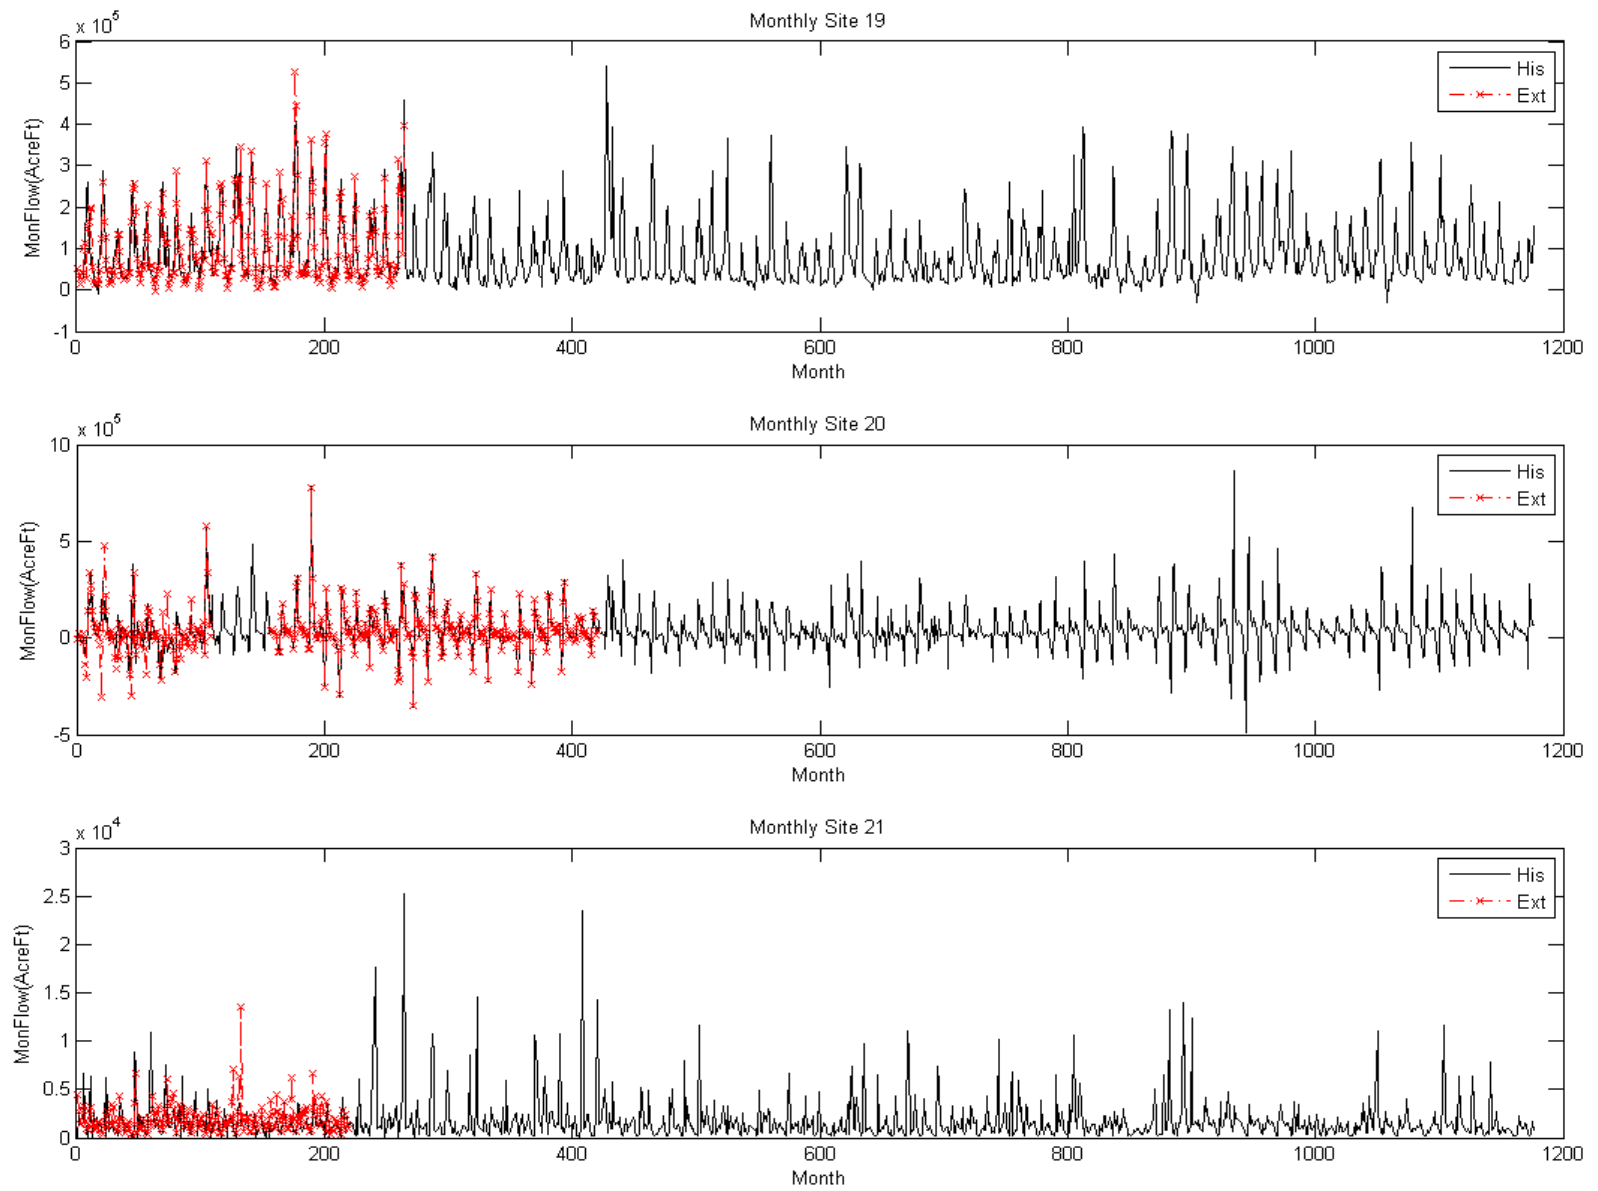 Monthly Site 19
x 10^5
6
5
4
3
2
1
0
-1
MonFlow(AcreFt)
His
Ext
0 200 400 600 800 1000 1200
Month
Monthly Site 20
x 10^5
10
5
0
-5
MonFlow(AcreFt)
His
Ext
0 200 400 600 800 1000 1200
Month
Monthly Site 21
x 10^4
3
2.5
2
1.5
1
0.5
0
MonFlow(AcreFt)
His
Ext
0 200 400 600 800 1000 1200
Month